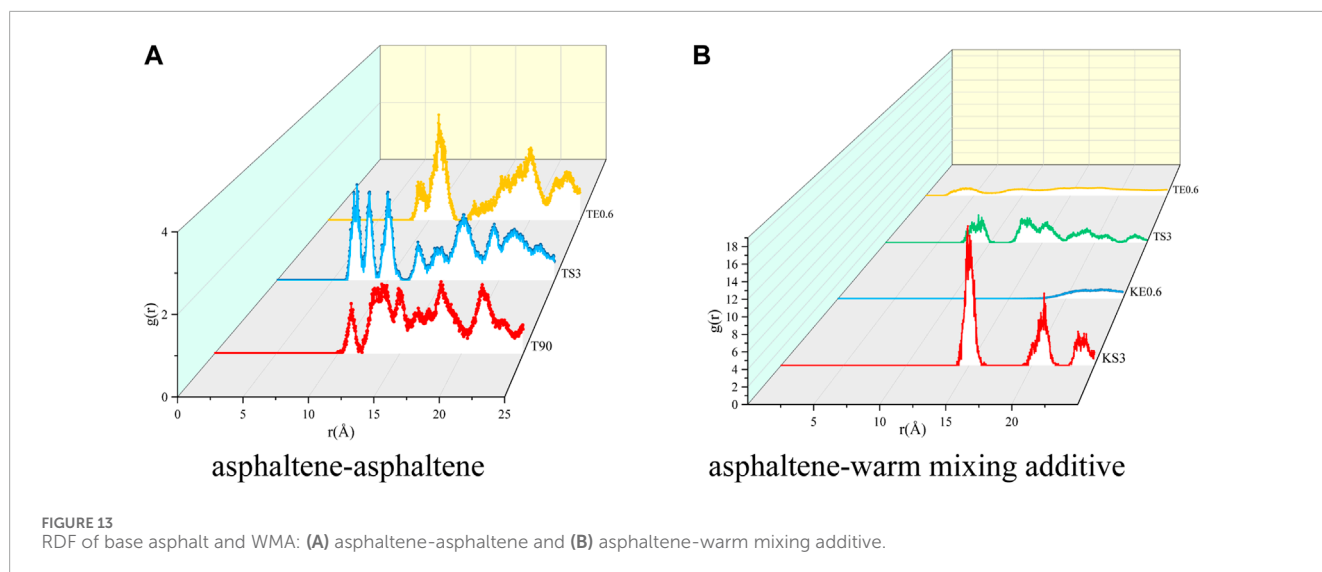 A
4
2
0
g(r)
0
5
10
15
20
25
r(Å)
TE0.6
TS3
T90
asphaltene-asphaltene
B
18
16
14
12
10
8
6
4
2
0
g(r)
5
10
15
20
r(Å)
TE0.6
TS3
KE0.6
KS3
asphaltene-warm mixing additive
FIGURE 13
RDF of base asphalt and WMA: (A) asphaltene-asphaltene and (B) asphaltene-warm mixing additive.